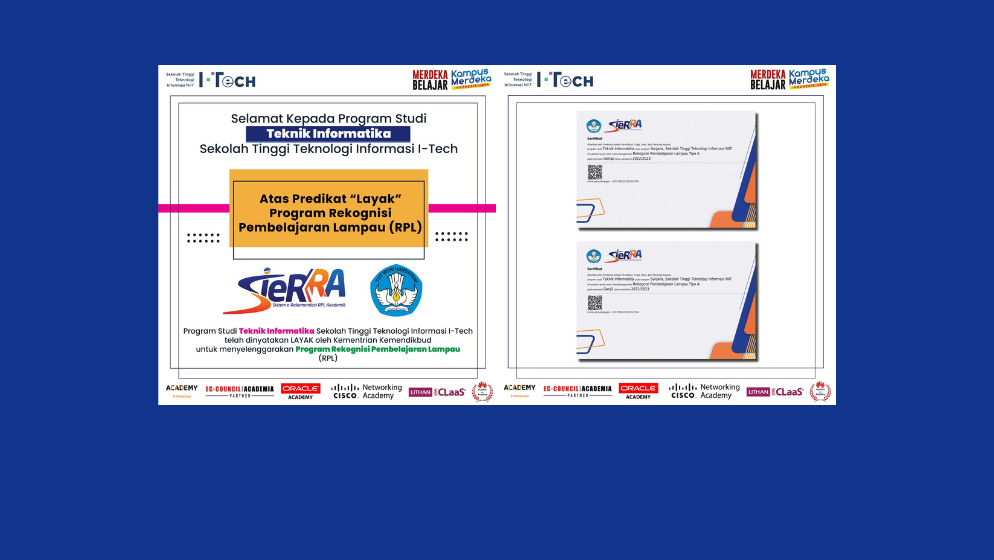 Sekolah Tinggi
Teknologi
Informasi NIIT
I-Tech
MERDEKA
BELAJAR
Kampus
Merdeka
INDONESIA JAYA
Selamat Kepada Program Studi
Teknik Informatika
Sekolah Tinggi Teknologi Informasi I-Tech
Atas Predikat “Layak”
Program Rekognisi
Pembelajaran Lampau (RPL)
SIERRA
Sistem e Rekomendasi RPL Akademik
TUT WURI HANDAYANI
Program Studi Teknik Informatika Sekolah Tinggi Teknologi Informasi I-Tech
telah dinyatakan LAYAK oleh Kementrian Kemendikbud
untuk menyelenggarakan Program Rekognisi Pembelajaran Lampau
(RPL)
ACADEMY
EC-COUNCIL ACADEMIA
PARTNER
ORACLE
ACADEMY
CISCO Networking
Academy
LITHAN CLaaS
Sekolah Tinggi
Teknologi
Informasi NIIT
I-Tech
MERDEKA
BELAJAR
Kampus
Merdeka
INDONESIA JAYA
SIERRA
Sertifikat
Teknik Informatika Sarjana, Sekolah Tinggi Teknologi Informasi NIIT
Rekognisi Pembelajaran Lampau Tipe A
Genap 2022/2023
SIERRA
Sertifikat
Teknik Informatika Sarjana, Sekolah Tinggi Teknologi Informasi NIIT
Rekognisi Pembelajaran Lampau Tipe A
Ganjil 2022/2023
ACADEMY
EC-COUNCIL ACADEMIA
PARTNER
ORACLE
ACADEMY
CISCO Networking
Academy
LITHAN CLaaS